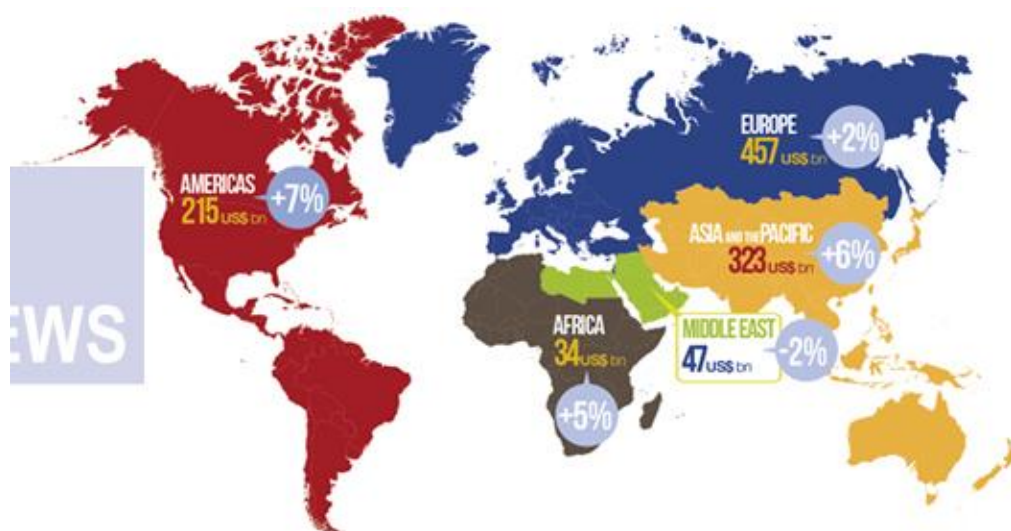 EUROPE
457 US$ bn
+2%
AMERICAS
215 US$ bn
+7%
ASIA AND THE PACIFIC
323 US$ bn
+6%
EWS
AFRICA
34 US$ bn
+5%
MIDDLE EAST
47 US$ bn
-2%